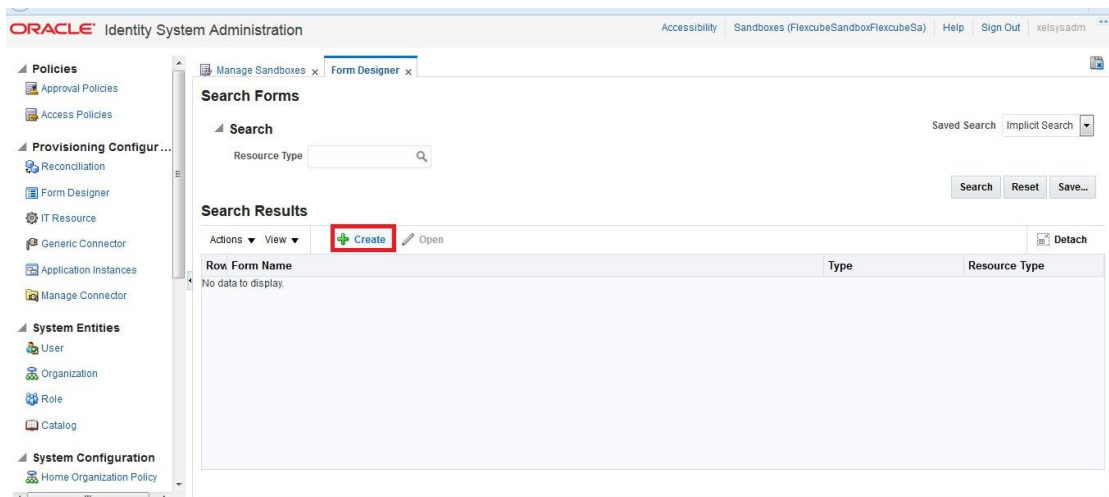 ORACLE® Identity System Administration
Accessibility Sandboxes (FlexcubeSandboxFlexcubeSa) Help Sign Out xelsysadm
Policies
Approval Policies
Access Policies
Provisioning Configur...
Reconciliation
Form Designer
IT Resource
Generic Connector
Application Instances
Manage Connector
System Entities
User
Organization
Role
Catalog
System Configuration
Home Organization Policy
Manage Sandboxes x Form Designer x
Search Forms
Search
Saved Search Implicit Search
Resource Type
Search Reset Save...
Search Results
Actions View Create Open Detach
Row Form Name Type Resource Type
No data to display.